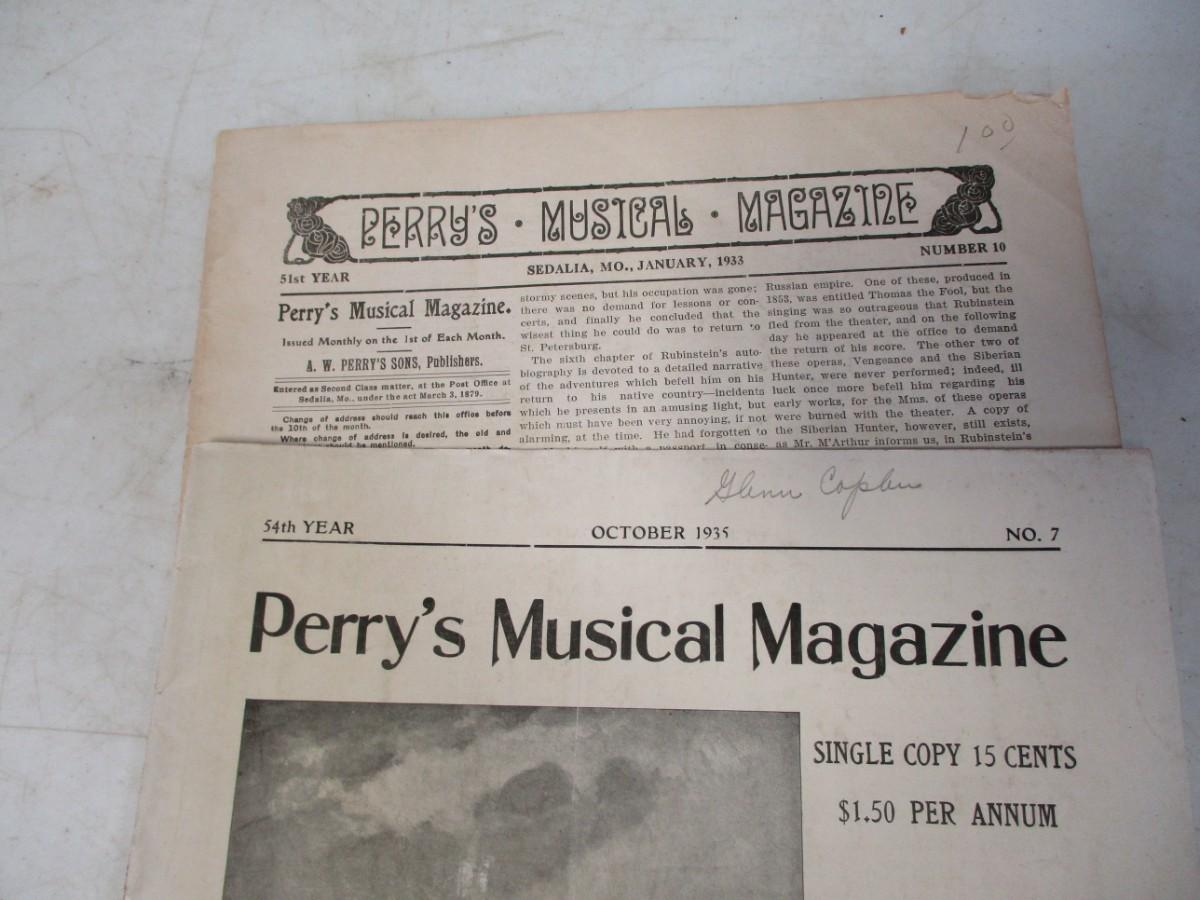 100
PERRY'S · MUSICAL · MAGAZINE
51st YEAR
SEDALIA, MO., JANUARY, 1933
NUMBER 10
Perry's Musical Magazine.
Issued Monthly on the 1st of Each Month.
A. W. PERRY'S SONS, Publishers.
Entered as Second Class matter, at the Post Office at
Sedalia, Mo., under the act March 3, 1879.
Change of address should reach this office before
the 10th of the month.
Where change of address is desired, the old and
should be mentioned.
stormy scenes, but his occupation was gone;
there was no demand for lessons or con-
certs, and finally he concluded that the
wisest thing he could do was to return to
St. Petersburg.
The sixth chapter of Rubinstein's auto-
biography is devoted to a detailed narrative
of the adventures which befell him on his
return to his native country—incidents
which he presents in an amusing light, but
which must have been very annoying, if not
alarming, at the time. He had forgotten to
with a passport, in conse-
Russian empire. One of these, produced in
1853, was entitled Thomas the Fool, but the
singing was so outrageous that Rubinstein
fled from the theater, and on the following
day he appeared at the office to demand
the return of his score. The other two of
these operas, Vengeance and the Siberian
Hunter, were never performed; indeed, ill
luck once more befell him regarding his
early works, for the Mms. of these operas
were burned with the theater. A copy of
the Siberian Hunter, however, still exists,
as Mr. M'Arthur informs us, in Rubinstein's
Glenn
54th YEAR
OCTOBER 1935
NO. 7
Perry's Musical Magazine
SINGLE COPY 15 CENTS
$1.50 PER ANNUM